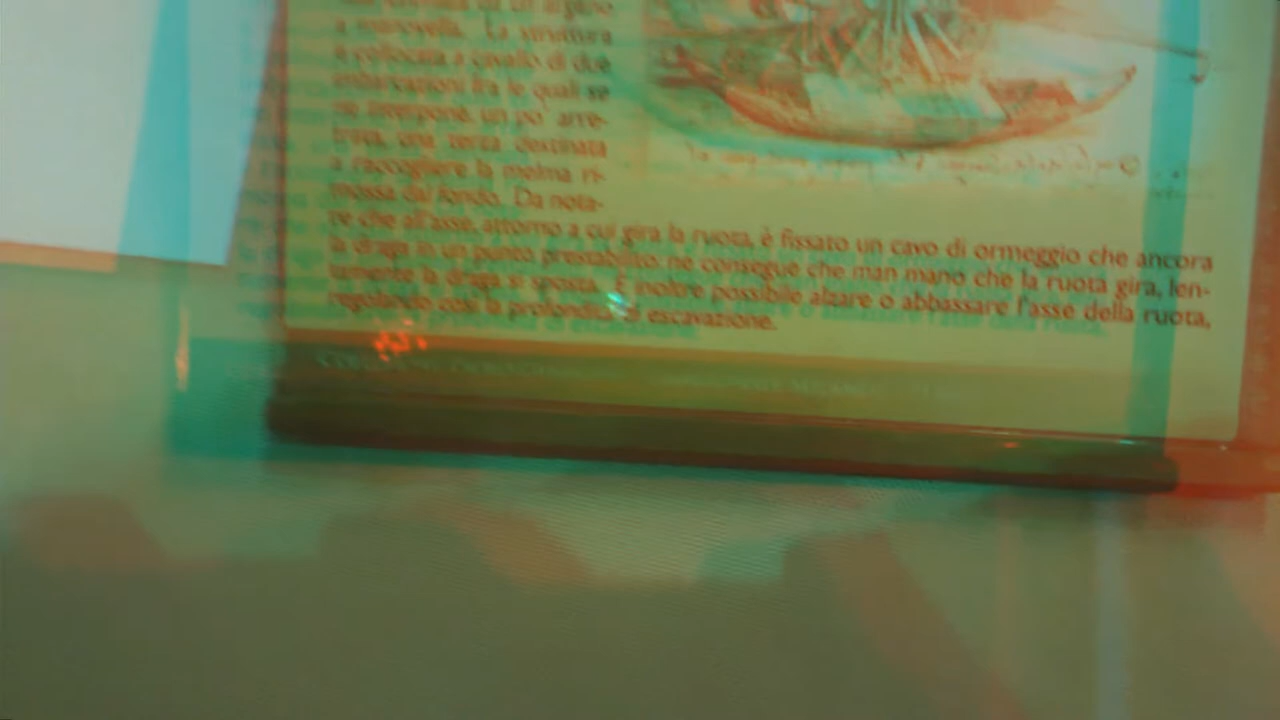 a manovella. La struttura
è collocata a cavallo di due
imbarcazioni fra le quali se
ne interpone, un po' arre-
trata, una terza destinata
a raccogliere la melma ri-
mossa dal fondo. Da nota-
re che all'asse, attorno a cui gira la ruota, è fissato un cavo di ormeggio che ancora
la draga in un punto prestabilito: ne consegue che man mano che la ruota gira, len-
tamente la draga si sposta. È inoltre possibile alzare o abbassare l'asse della ruota,
regolando così la profondità di escavazione.